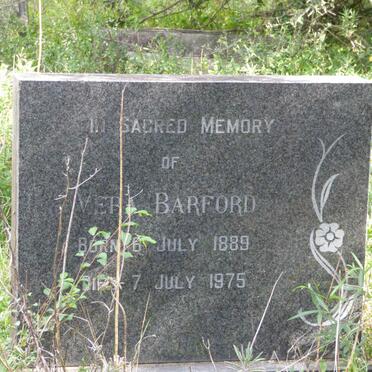 In Sacred Memory
of
Vera Barford
Born 6 July 1889
Died 7 July 1975